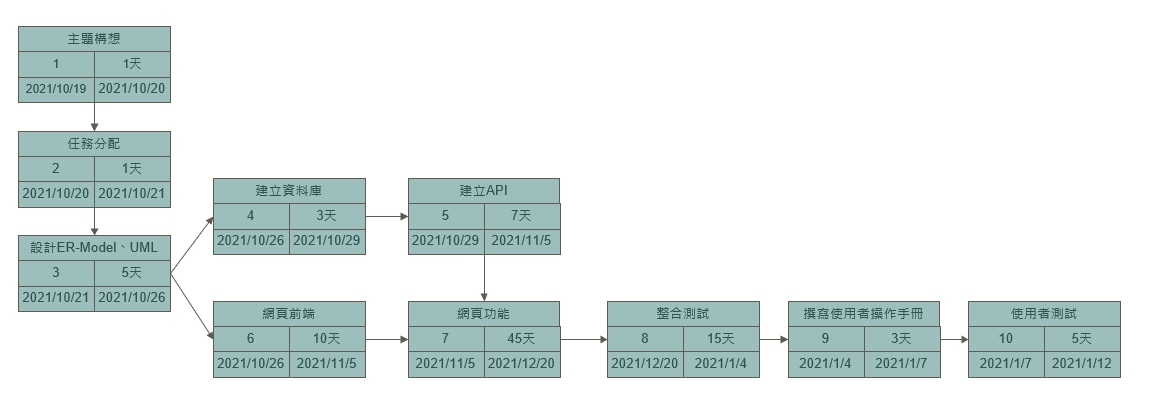 主題構想
1 1天
2021/10/19 2021/10/20
任務分配
2 1天
2021/10/20 2021/10/21
設計ER-Model、UML
3 5天
2021/10/21 2021/10/26
建立資料庫
4 3天
2021/10/26 2021/10/29
建立API
5 7天
2021/10/29 2021/11/5
網頁前端
6 10天
2021/10/26 2021/11/5
網頁功能
7 45天
2021/11/5 2021/12/20
整合測試
8 15天
2021/12/20 2021/1/4
撰寫使用者操作手冊
9 3天
2021/1/4 2021/1/7
使用者測試
10 5天
2021/1/7 2021/1/12